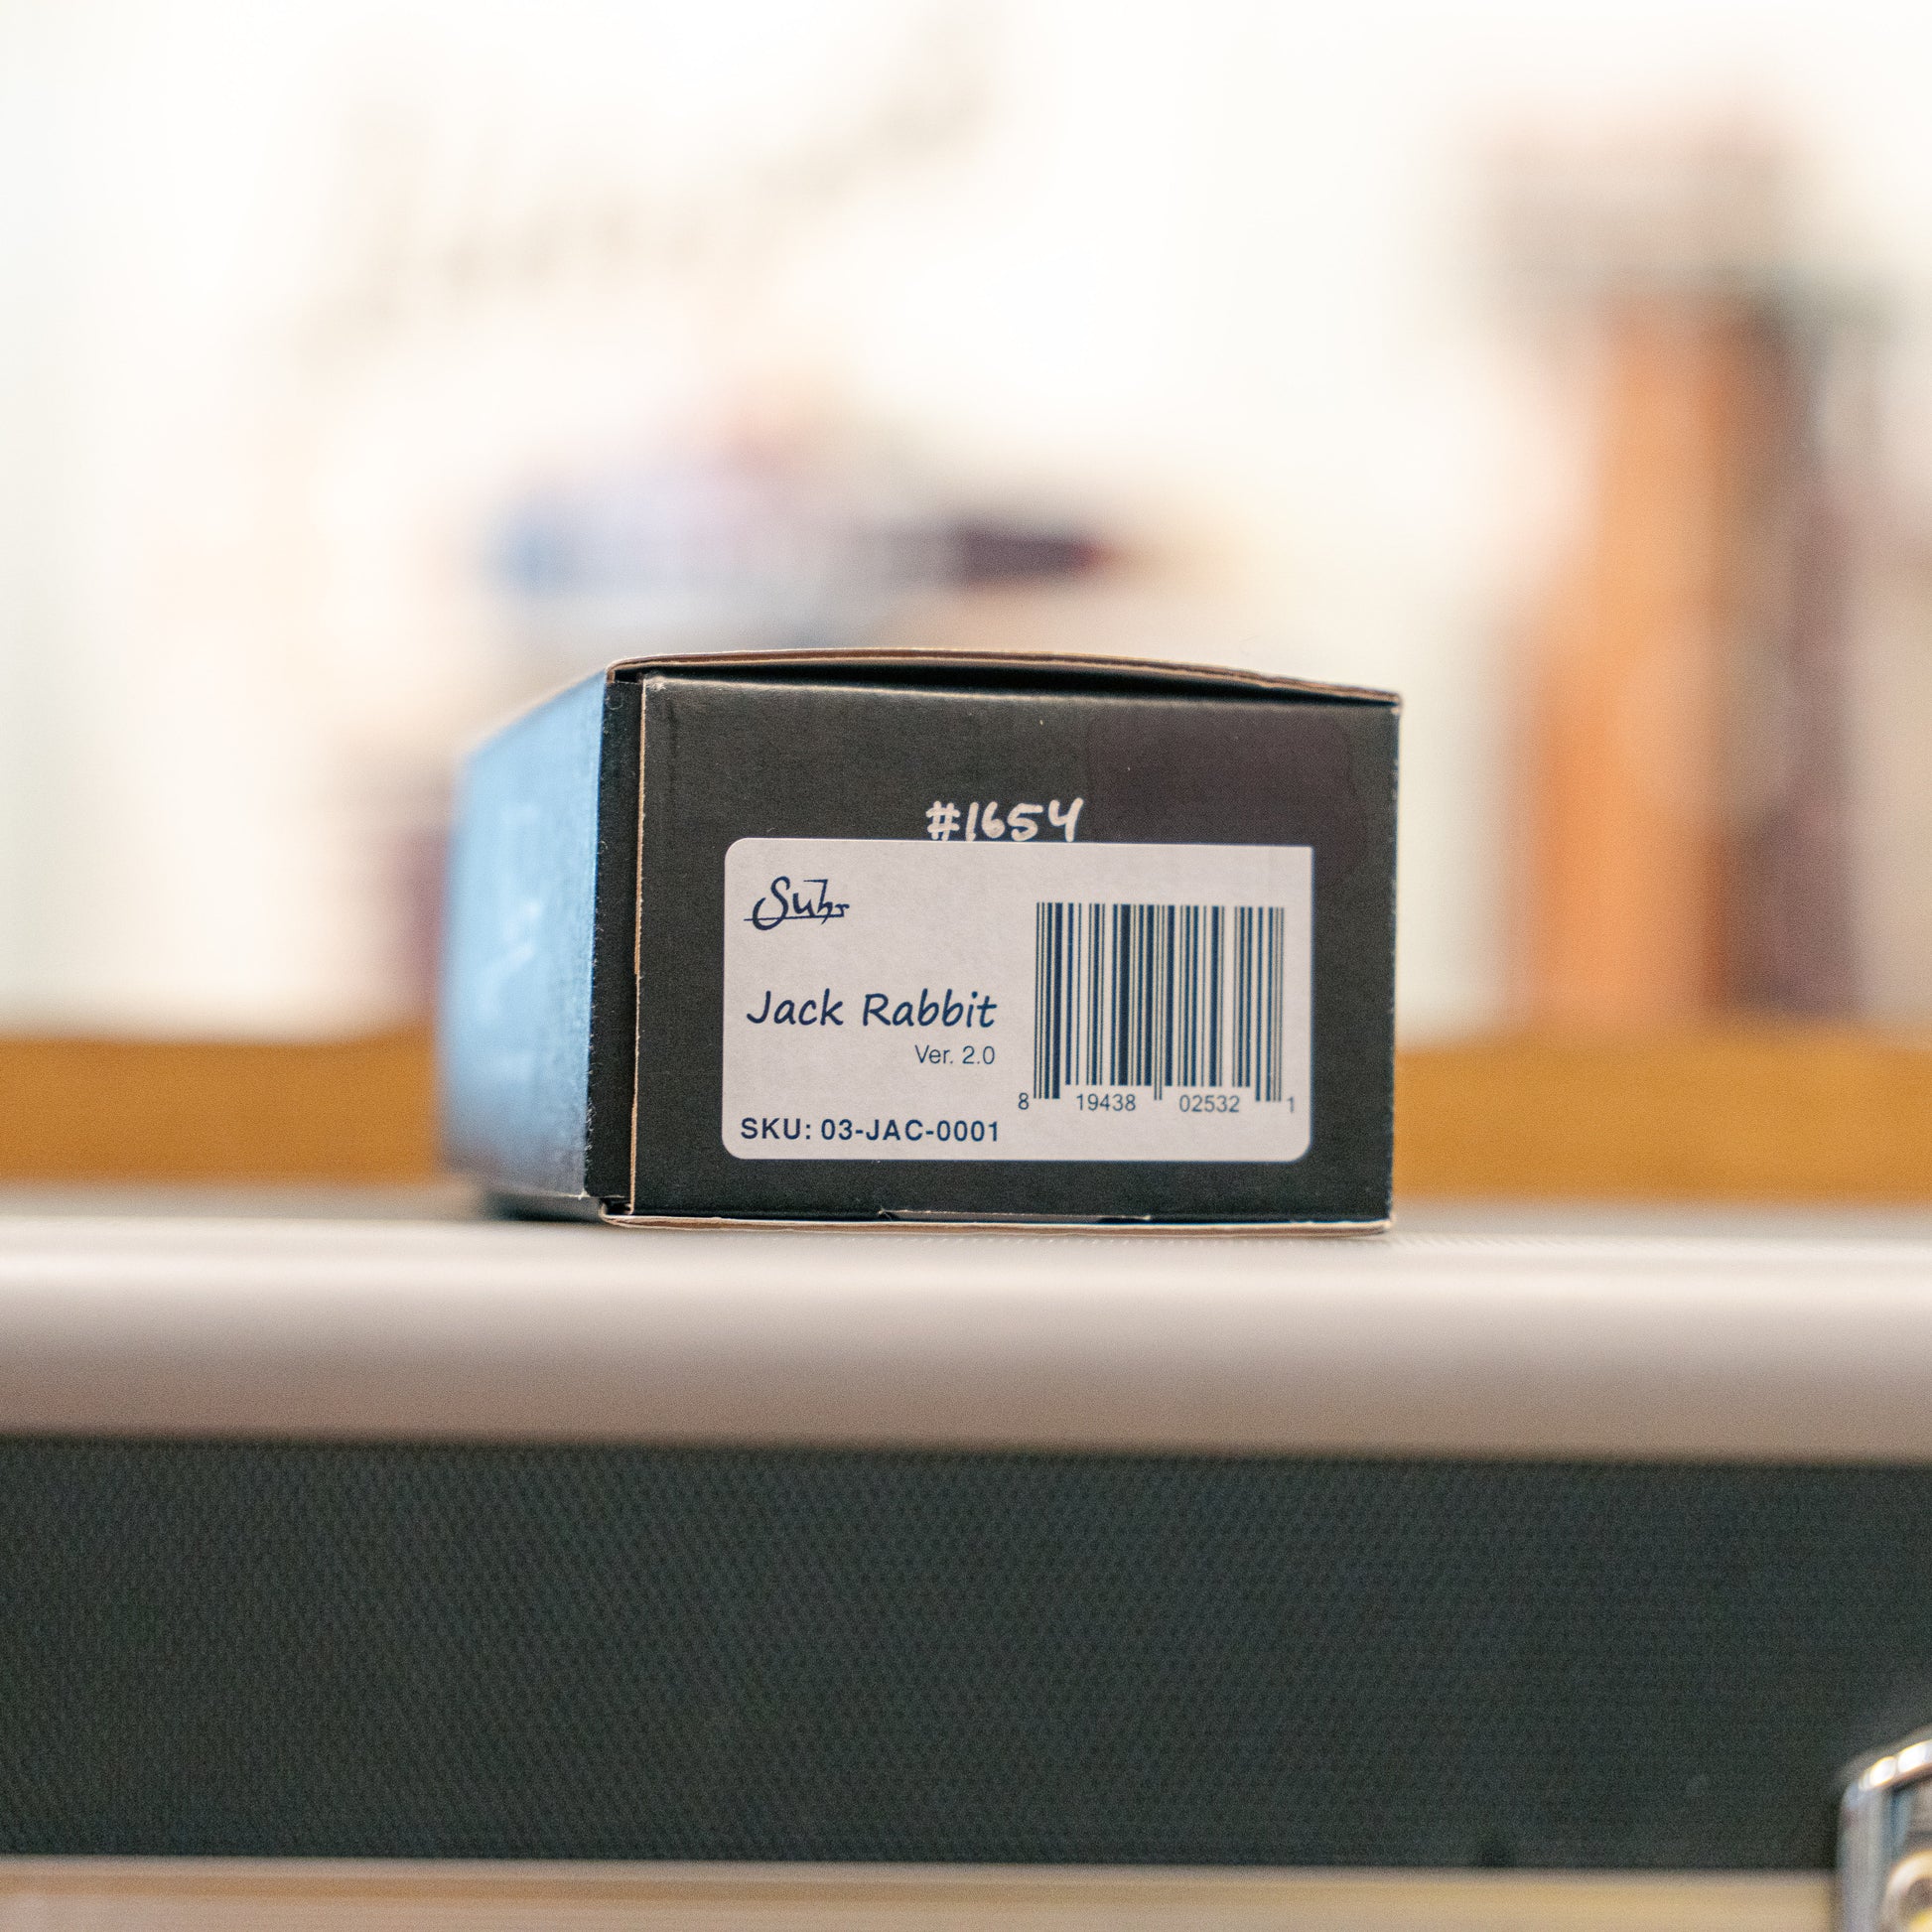 #1654
Suhr
Jack Rabbit
Ver. 2.0
SKU: 03-JAC-0001
8 19438 02532 1